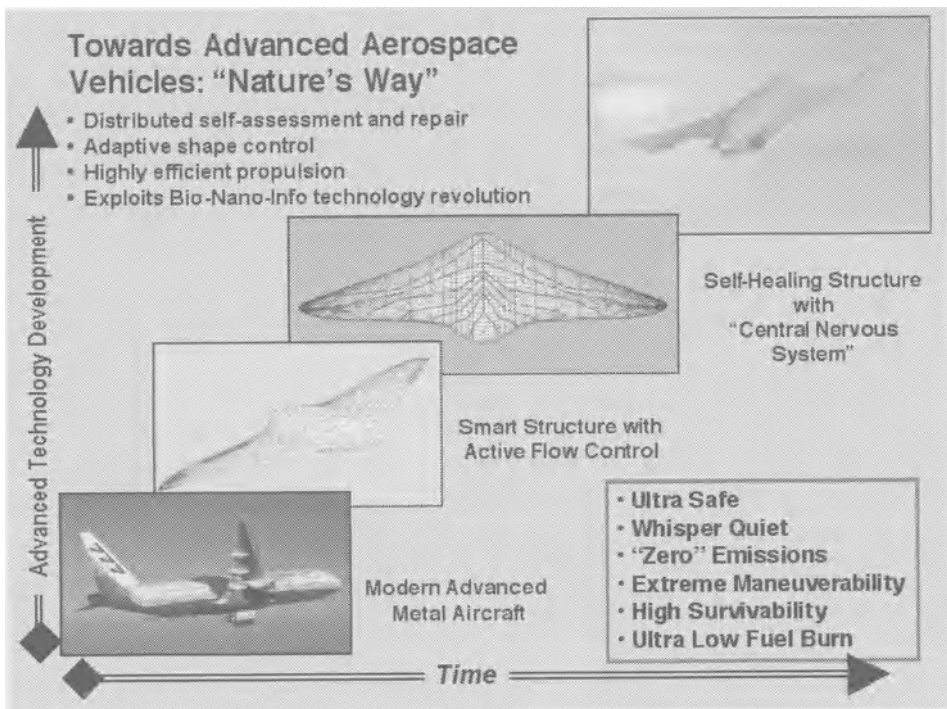 Towards Advanced Aerospace
Vehicles: “Nature’s Way”
• Distributed self-assessment and repair
• Adaptive shape control
• Highly efficient propulsion
• Exploits Bio-Nano-Info technology revolution
Advanced Technology Development
Self-Healing Structure
with
“Central Nervous
System”
Smart Structure with
Active Flow Control
777
Modern Advanced
Metal Aircraft
• Ultra Safe
• Whisper Quiet
• “Zero” Emissions
• Extreme Maneuverability
• High Survivability
• Ultra Low Fuel Burn
Time